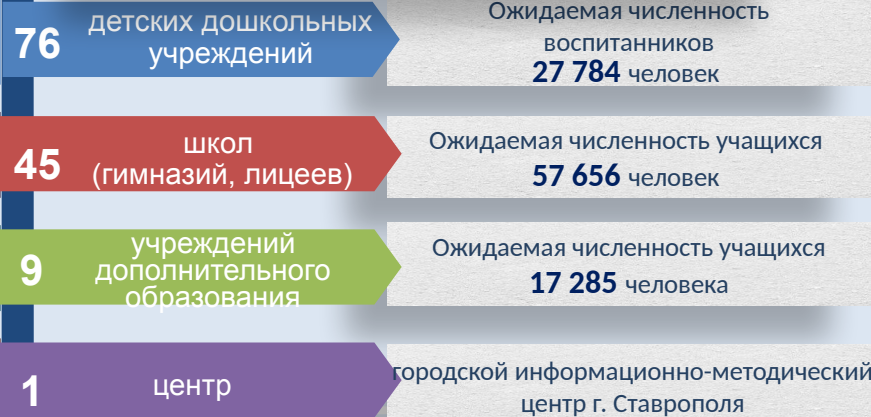 76
детских дошкольных
учреждений
Ожидаемая численность
воспитанников
27 784 человек
45
школ
(гимназий, лицеев)
Ожидаемая численность учащихся
57 656 человек
9
учреждений
дополнительного
образования
Ожидаемая численность учащихся
17 285 человека
1
центр
городской информационно-методический
центр г. Ставрополя